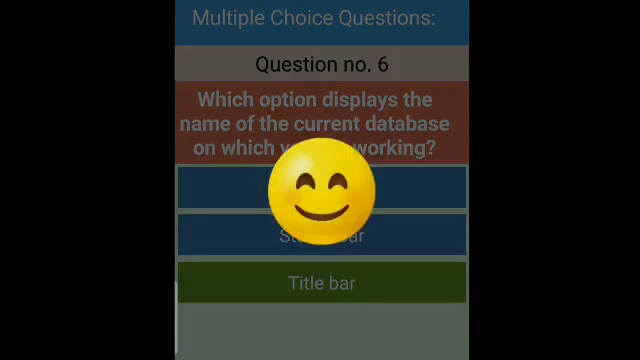 Multiple Choice Questions:
Question no. 6
Which option displays the
name of the current database
on which working?
bar
Title bar